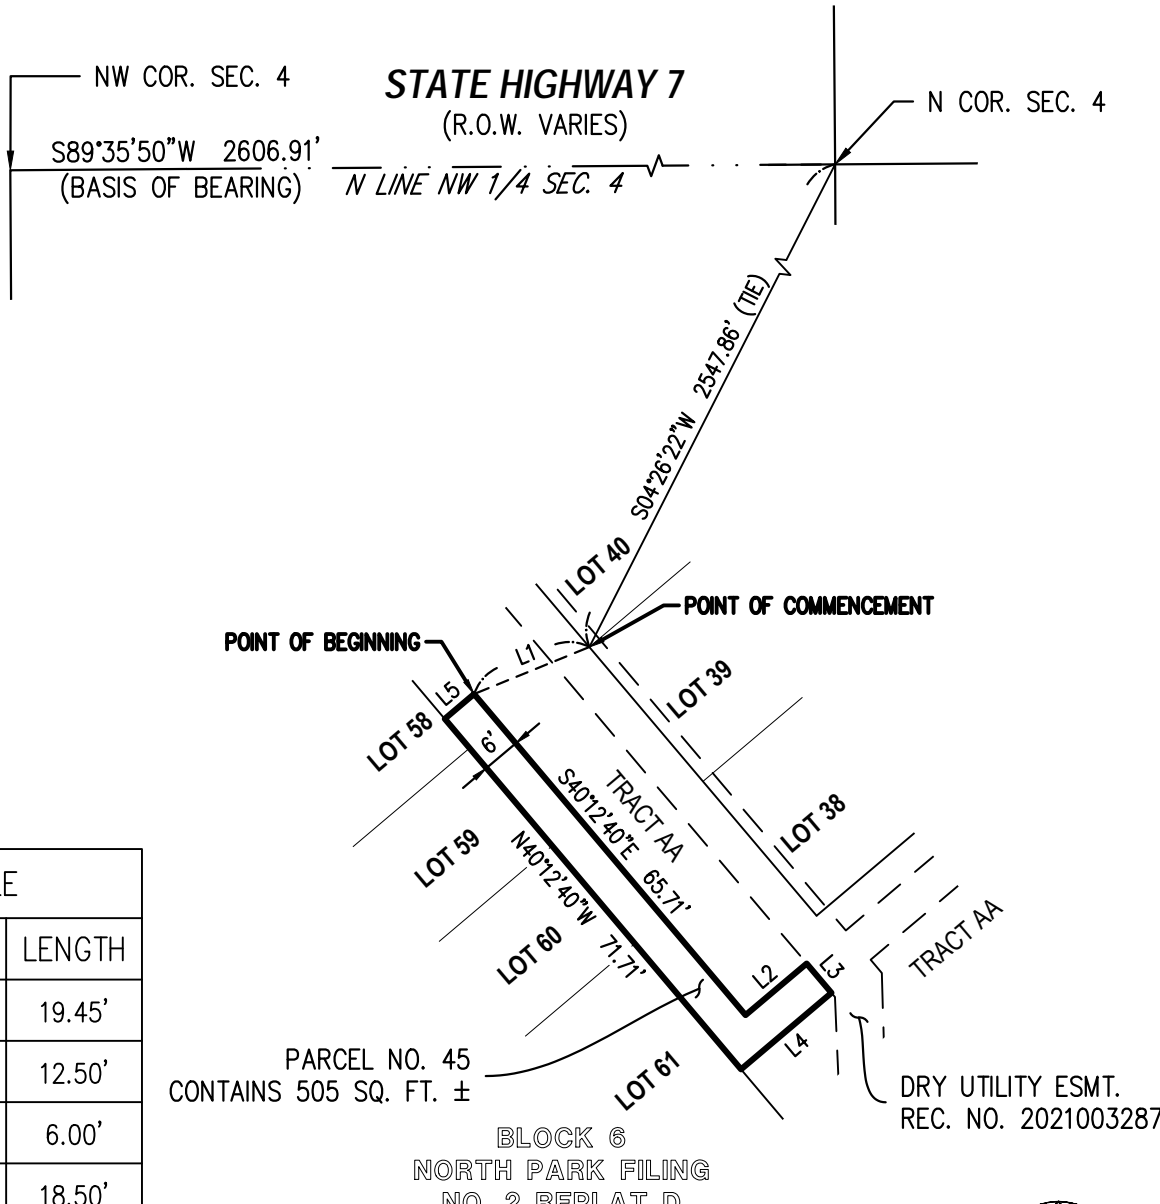 NW COR. SEC. 4
STATE HIGHWAY 7
(R.O.W. VARIES)
N COR. SEC. 4
S89°35'50"W 2606.91'
(BASIS OF BEARING)
N LINE NW 1/4 SEC. 4
S04°26'22"W 2547.86' (TIE)
LOT 40
POINT OF COMMENCEMENT
POINT OF BEGINNING
L1
LOT 39
L5
LOT 58
6'
S40°12'40"E 65.71'
TRACT AA
LOT 38
LOT 59
N40°12'40"W 71.71'
LOT 60
TRACT AA
L2
L3
L4
LOT 61
PARCEL NO. 45
CONTAINS 505 SQ. FT. ±
DRY UTILITY ESMT.
REC. NO. 2021003287
BLOCK 6
NORTH PARK FILING
NO. 2 REPLAT D
LENGTH
19.45'
12.50'
6.00'
18.50'